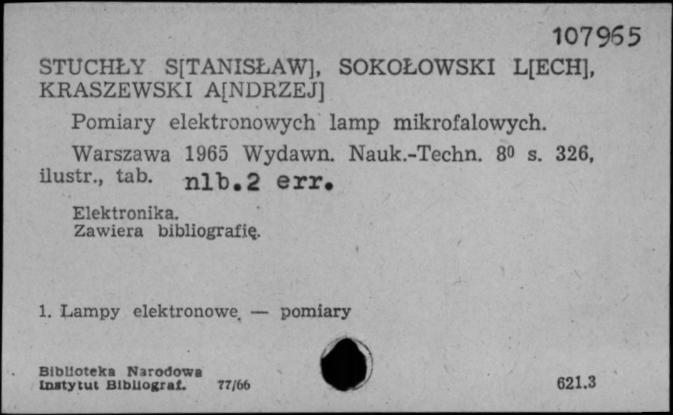 107965
STUCHŁY S[TANISŁAW], SOKOŁOWSKI L[ECH],
KRASZEWSKI A[NDRZEJ]
Pomiary elektronowych lamp mikrofalowych.
Warszawa 1965 Wydawn. Nauk.-Techn. 8⁰ s. 326,
ilustr., tab. nlb.2 err.
Elektronika.
Zawiera bibliografię.
1. Lampy elektronowe — pomiary
Biblioteka Narodowa
Instytut Bibliograf. 77/66 621.3